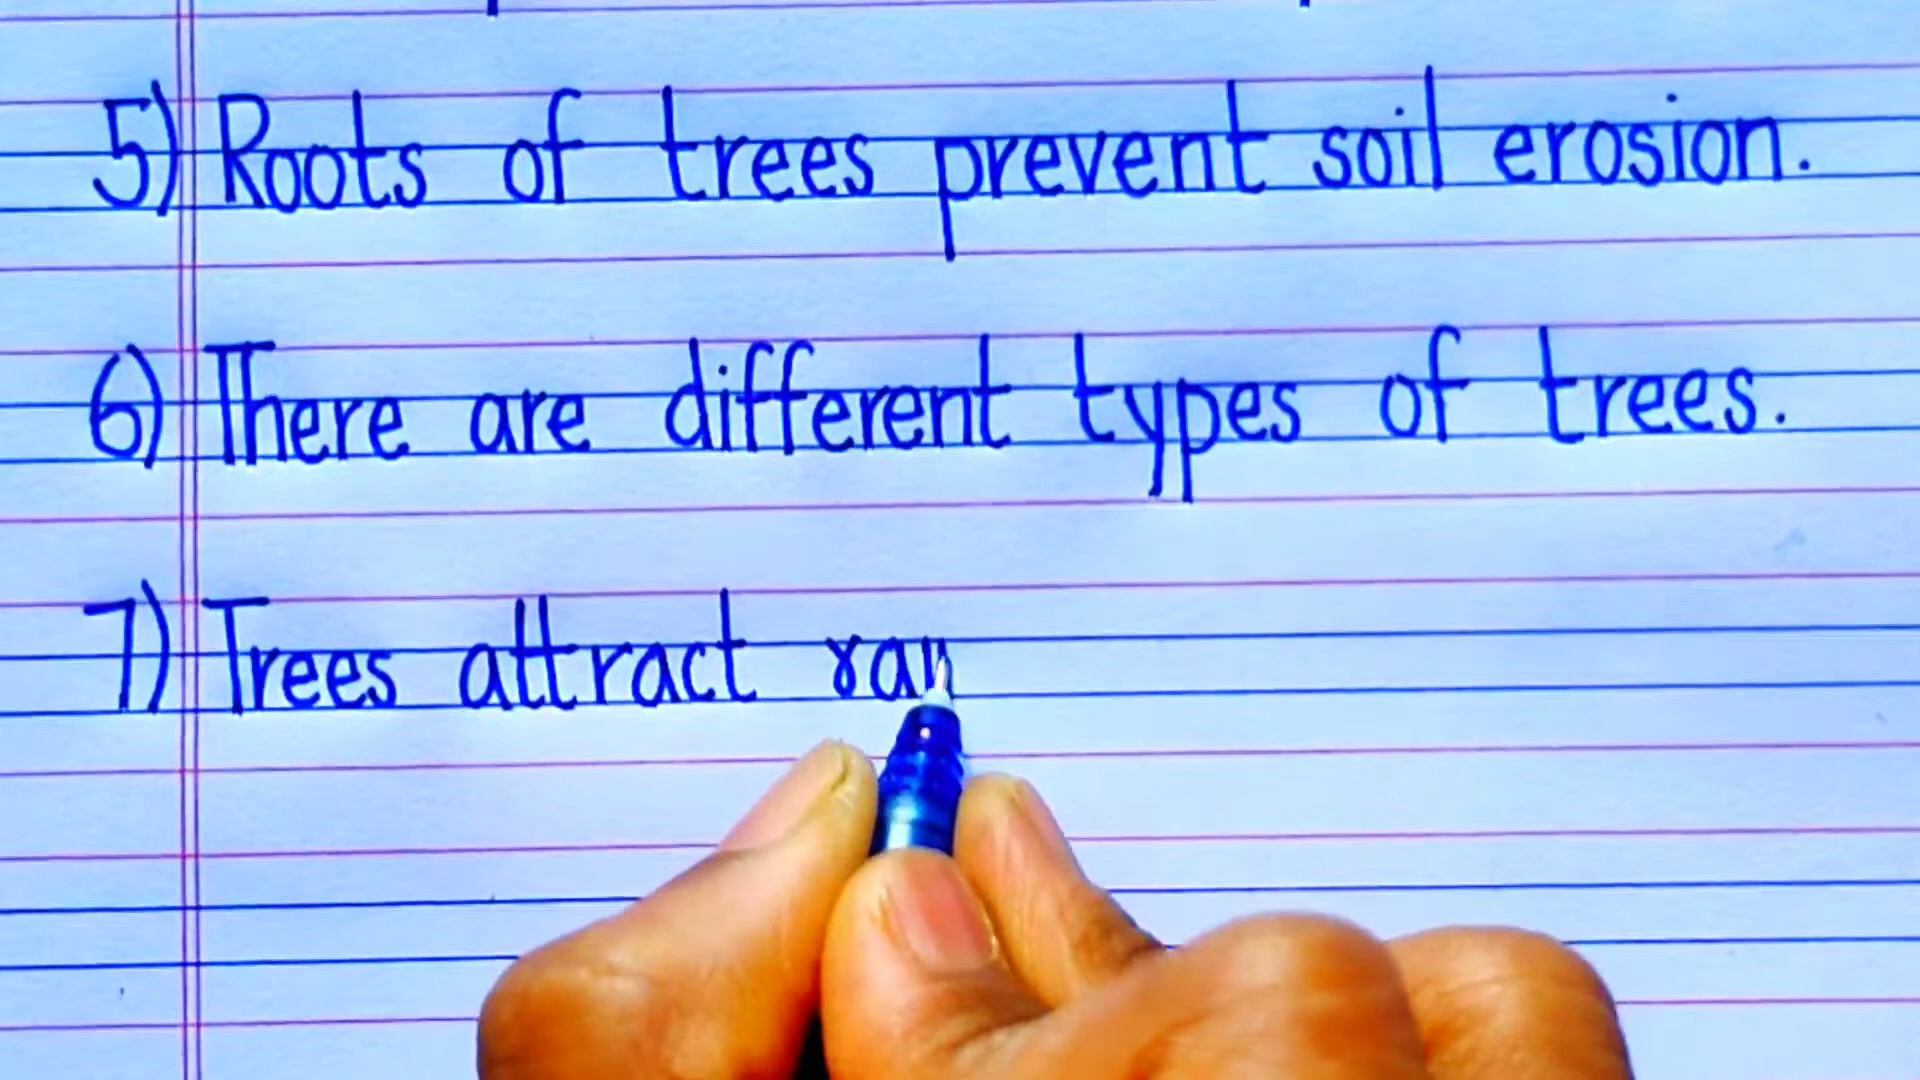 5) Roots of trees prevent soil erosion.
6) There are different types of trees.
7) Trees attract